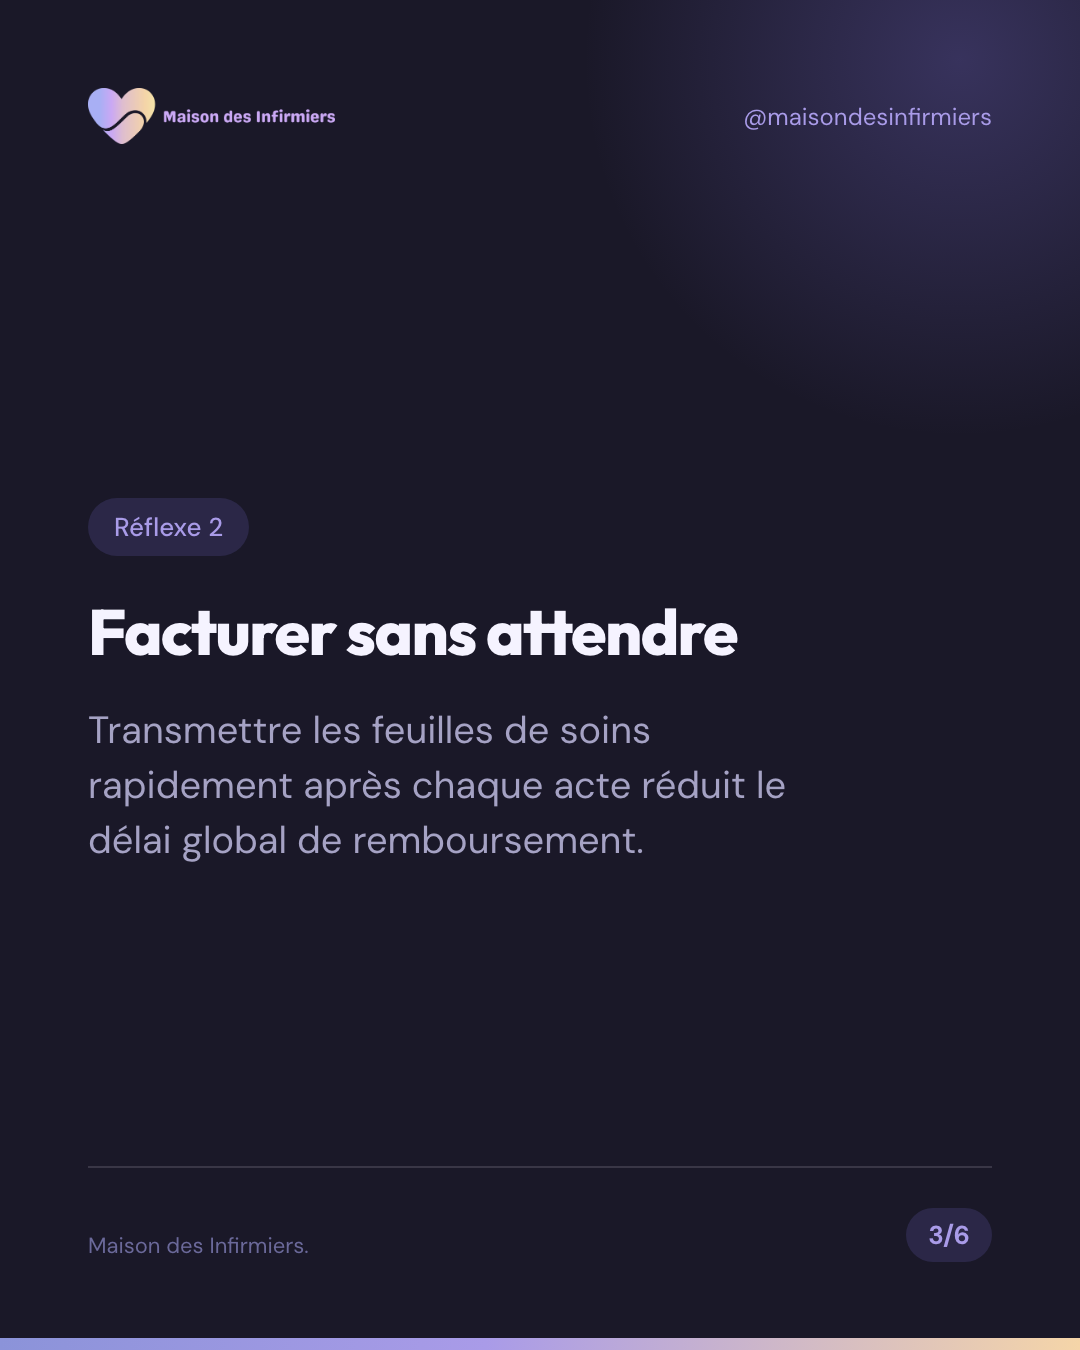 Maison des Infirmiers
@maisondesinfirmiers
Réflexe 2
Facturer sans attendre
Transmettre les feuilles de soins
rapidement après chaque acte réduit le
délai global de remboursement.
Maison des Infirmiers.
3/6